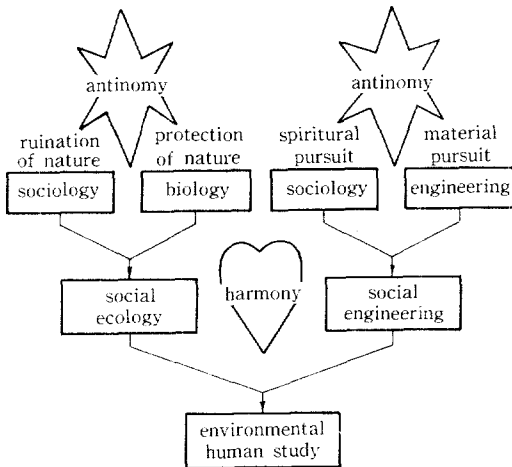 antinomy
antinomy
ruination
of nature
protection
of nature
spiritural
pursuit
material
pursuit
sociology
biology
sociology
engineering
social
ecology
harmony
social
engineering
environmental
human study